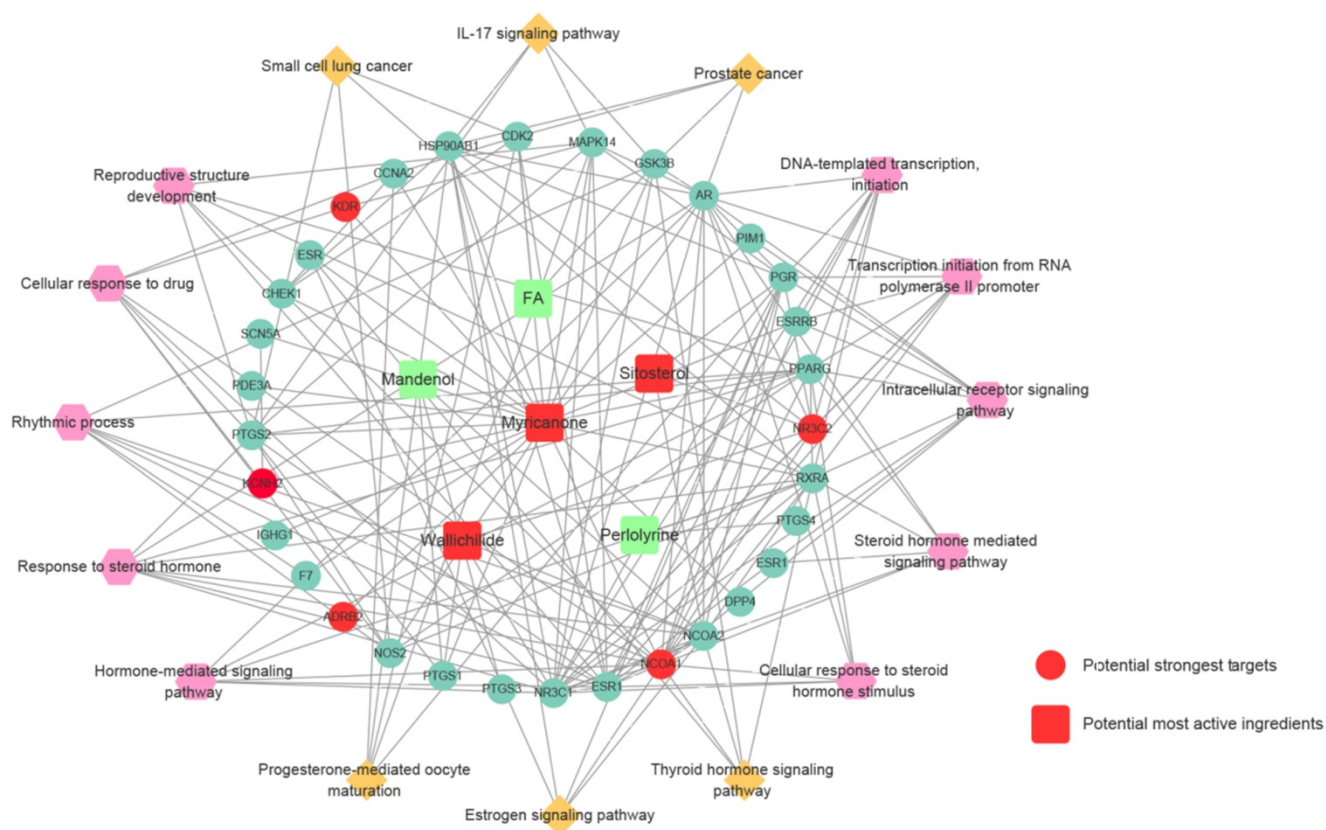 IL-17 signaling pathway
Small cell lung cancer
Prostate cancer
HSP90AB1
CDK2
MAPK14
GSK3B
CCNA2
AR
KDR
PIM1
ESR
PGR
CHEK1
ESRRB
SCN5A
PPARG
PDE3A
NR3C2
PTGS2
RXRA
KCNH2
PTGS4
IGHG1
ESR1
F7
DPP4
ADRB2
NCOA2
NOS2
NCOA1
PTGS1
PTGS3
NR3C1
ESR1
Reproductive structure
development
DNA-templated transcription,
initiation
Cellular response to drug
Transcription initiation from RNA
polymerase II promoter
FA
Mandenol
Sitosterol
Myricanone
Wallichilide
Perlolyrine
Rhythmic process
Intracellular receptor signaling
pathway
Response to steroid hormone
Steroid hormone mediated
signaling pathway
Hormone-mediated signaling
pathway
Cellular response to steroid
hormone stimulus
Progesterone-mediated oocyte
maturation
Estrogen signaling pathway
Thyroid hormone signaling
pathway
Potential strongest targets
Potential most active ingredients